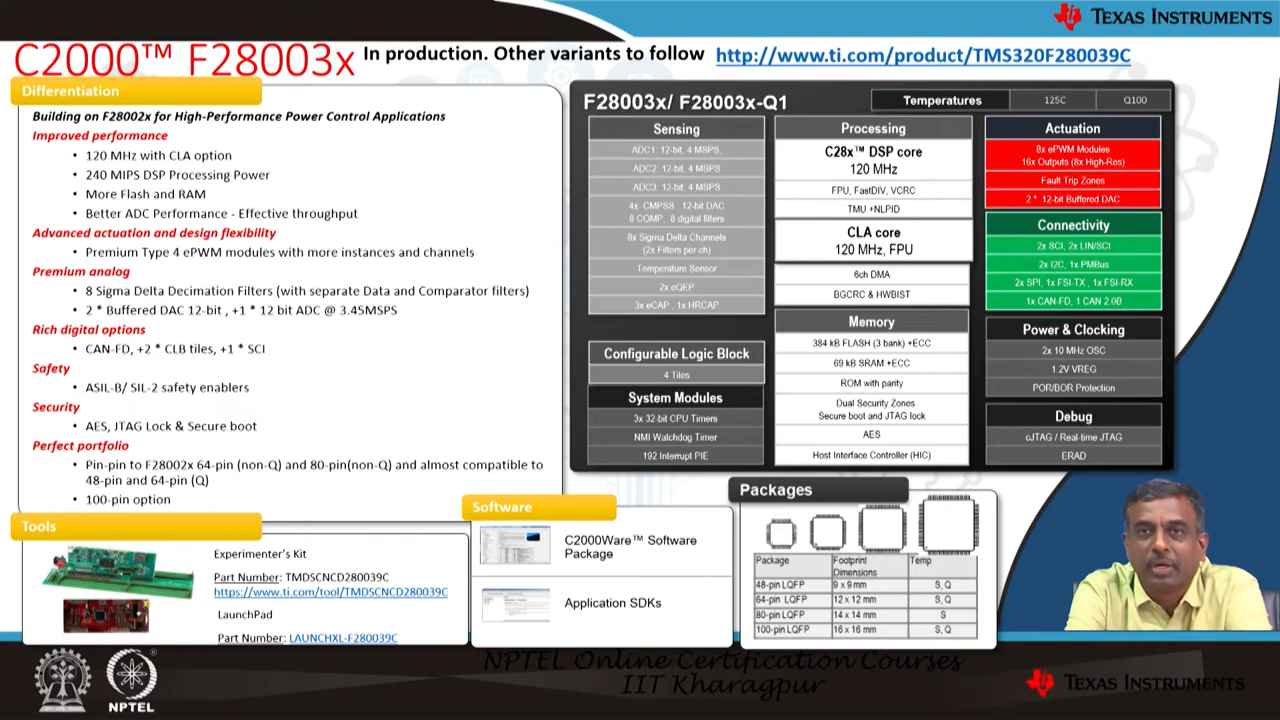 TEXAS INSTRUMENTS
C2000™ F28003x In production. Other variants to follow http://www.ti.com/product/TMS320F280039C
Differentiation
Building on F28002x for High-Performance Power Control Applications
Improved performance
• 120 MHz with CLA option
• 240 MIPS DSP Processing Power
• More Flash and RAM
• Better ADC Performance - Effective throughput
Advanced actuation and design flexibility
• Premium Type 4 ePWM modules with more instances and channels
Premium analog
• 8 Sigma Delta Decimation Filters (with separate Data and Comparator filters)
• 2 * Buffered DAC 12-bit , +1 * 12 bit ADC @ 3.45MSPS
Rich digital options
• CAN-FD, +2 * CLB tiles, +1 * SCI
Safety
• ASIL-B/ SIL-2 safety enablers
Security
• AES, JTAG Lock & Secure boot
Perfect portfolio
• Pin-pin to F28002x 64-pin (non-Q) and 80-pin(non-Q) and almost compatible to
48-pin and 64-pin (Q)
• 100-pin option
F28003x/ F28003x-Q1
Temperatures 125C Q100
Sensing
ADC1: 12-bit, 4 MSPS,
ADC2: 12-bit, 4 MSPS
ADC3: 12-bit, 4 MSPS
4x CMPSS : 12-bit DAC
8 COMP, 8 digital filters
8x Sigma Delta Channels
(2x Filters per ch)
Temperature Sensor
2x eQEP
3x eCAP , 1x HRCAP
Configurable Logic Block
4 Tiles
System Modules
3x 32-bit CPU Timers
NMI Watchdog Timer
192 Interrupt PIE
Processing
C28x™ DSP core
120 MHz
FPU, FastDIV, VCRC
TMU +NLPID
CLA core
120 MHz, FPU
6ch DMA
BGCRC & HWBIST
Memory
384 kB FLASH (3 bank) +ECC
69 kB SRAM +ECC
ROM with parity
Dual Security Zones
Secure boot and JTAG lock
AES
Host Interface Controller (HIC)
Actuation
8x ePWM Modules
16x Outputs (8x High-Res)
Fault Trip Zones
2 * 12-bit Buffered DAC
Connectivity
2x SCI, 2x LIN/SCI
2x I2C, 1x PMBus
2x SPI, 1x FSI-TX , 1x FSI-RX
1x CAN-FD, 1 CAN 2.0B
Power & Clocking
2x 10 MHz OSC
1.2V VREG
POR/BOR Protection
Debug
cJTAG / Real-time JTAG
ERAD
Tools
Experimenter's Kit
Part Number: TMDSCNCD280039C
https://www.ti.com/tool/TMDSCNCD280039C
LaunchPad
Part Number: LAUNCHXL-F280039C
Software
C2000Ware™ Software
Package
Application SDKs
Packages
Package Footprint Dimensions Temp
48-pin LQFP 9 x 9 mm S, Q
64-pin LQFP 12 x 12 mm S, Q
80-pin LQFP 14 x 14 mm S
100-pin LQFP 16 x 16 mm S, Q
NPTEL Online Certification Courses
IIT Kharagpur
NPTEL
TEXAS INSTRUMENTS